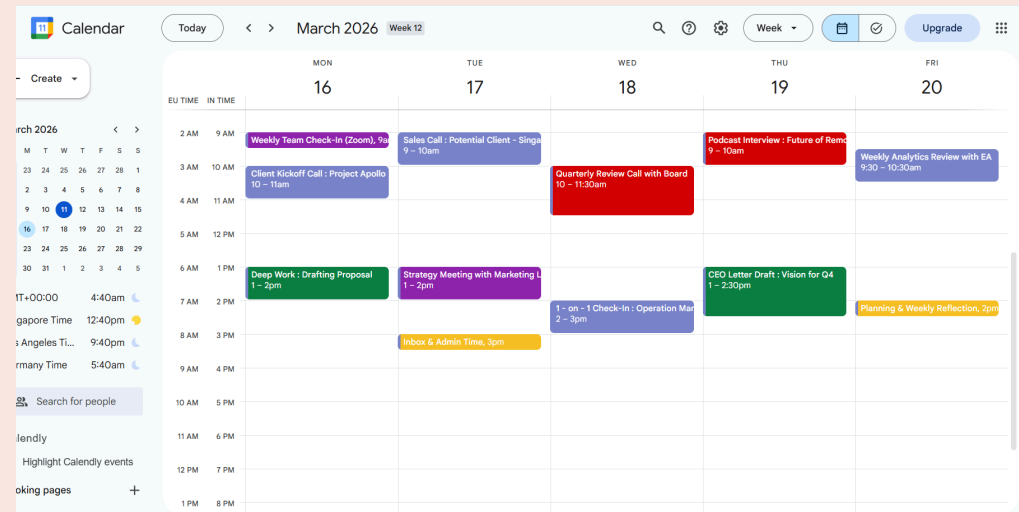 11 Calendar
Today
March 2026 Week 12
Week
Upgrade
Create
rch 2026
M T W T F S S
23 24 25 26 27 28 1
2 3 4 5 6 7 8
9 10 11 12 13 14 15
16 17 18 19 20 21 22
23 24 25 26 27 28 29
30 31 1 2 3 4 5
MT+00:00 4:40am
gapore Time 12:40pm
s Angeles Ti... 9:40pm
rmany Time 5:40am
Search for people
lendly
Highlight Calendly events
oking pages
MON TUE WED THU FRI
16 17 18 19 20
EU TIME IN TIME
2 AM 9 AM
3 AM 10 AM
4 AM 11 AM
5 AM 12 PM
6 AM 1 PM
7 AM 2 PM
8 AM 3 PM
9 AM 4 PM
10 AM 5 PM
11 AM 6 PM
12 PM 7 PM
1 PM 8 PM
Weekly Team Check-In (Zoom), 9a
Client Kickoff Call : Project Apollo
10 – 11am
Deep Work : Drafting Proposal
1 – 2pm
Sales Call : Potential Client - Singa
9 – 10am
Strategy Meeting with Marketing L
1 – 2pm
Inbox & Admin Time, 3pm
Quarterly Review Call with Board
10 – 11:30am
1 - on - 1 Check-In : Operation Mar
2 – 3pm
Podcast Interview : Future of Remo
9 – 10am
CEO Letter Draft : Vision for Q4
1 – 2:30pm
Weekly Analytics Review with EA
9:30 – 10:30am
Planning & Weekly Reflection, 2pm